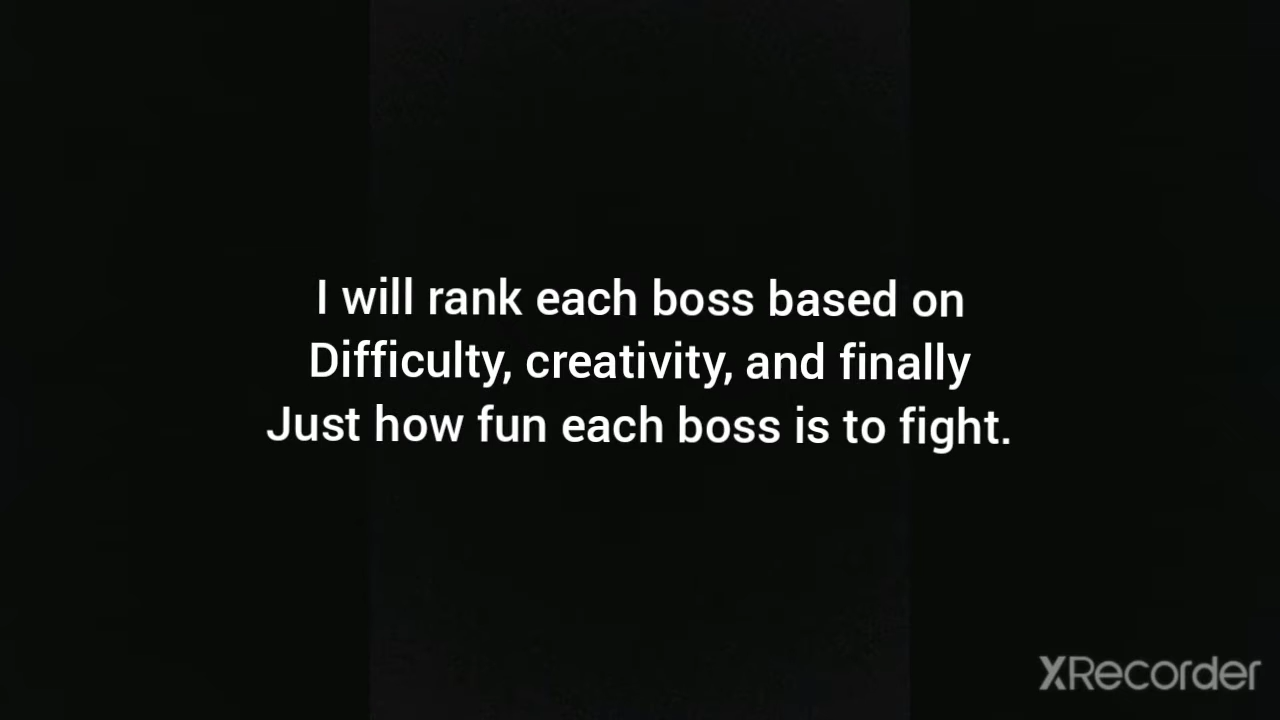 I will rank each boss based on
Difficulty, creativity, and finally
Just how fun each boss is to fight.
XRecorder